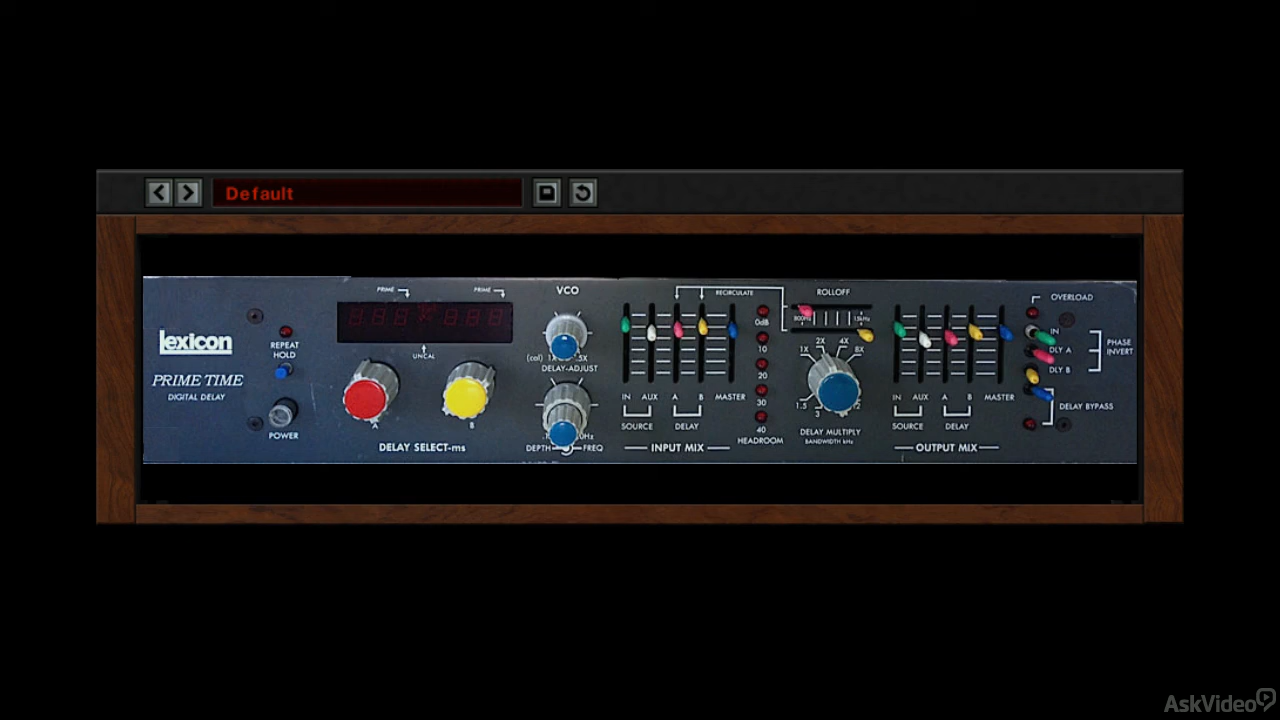 Default
lexicon
PRIME TIME
DIGITAL DELAY
REPEAT
HOLD
POWER
PRIME
PRIME
UNCAL
A
B
DELAY SELECT-ms
VCO
DELAY-ADJUST
DEPTH
FREQ
RECIRCULATE
IN AUX A B MASTER
SOURCE DELAY
INPUT MIX
0dB
10
20
30
40
HEADROOM
ROLLOFF
800Hz
15kHz
1X 2X 4X 8X
1.5 3 12
DELAY MULTIPLY
BANDWIDTH kHz
IN AUX A B MASTER
SOURCE DELAY
OUTPUT MIX
OVERLOAD
IN
DLY A
DLY B
PHASE
INVERT
DELAY BYPASS
AskVideo